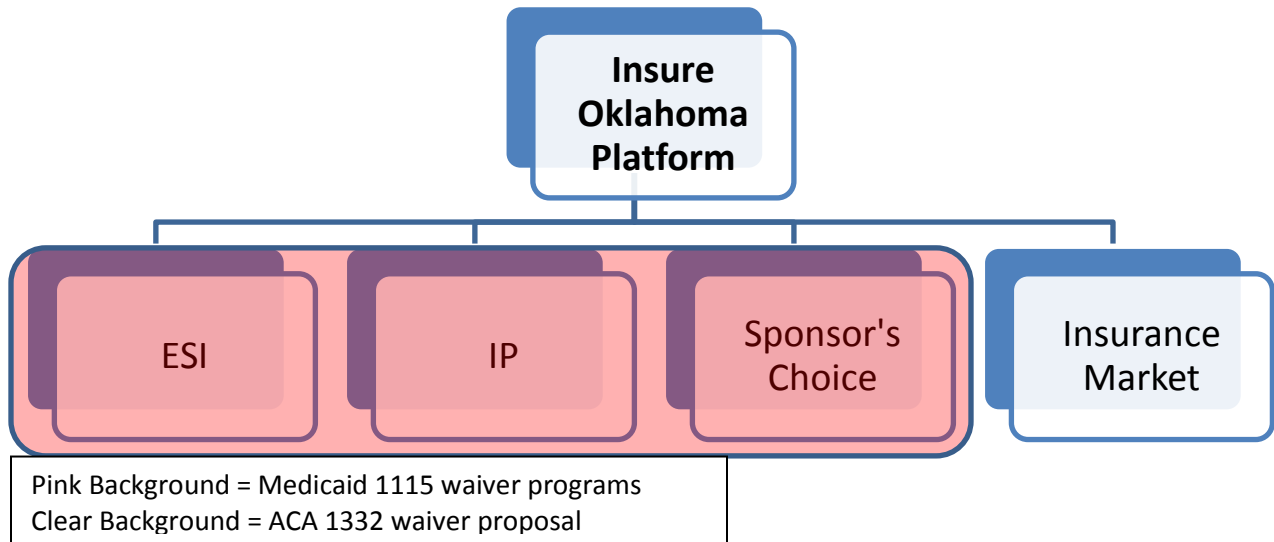 Insure
Oklahoma
Platform
ESI
IP
Sponsor's
Choice
Insurance
Market
Pink Background = Medicaid 1115 waiver programs
Clear Background = ACA 1332 waiver proposal